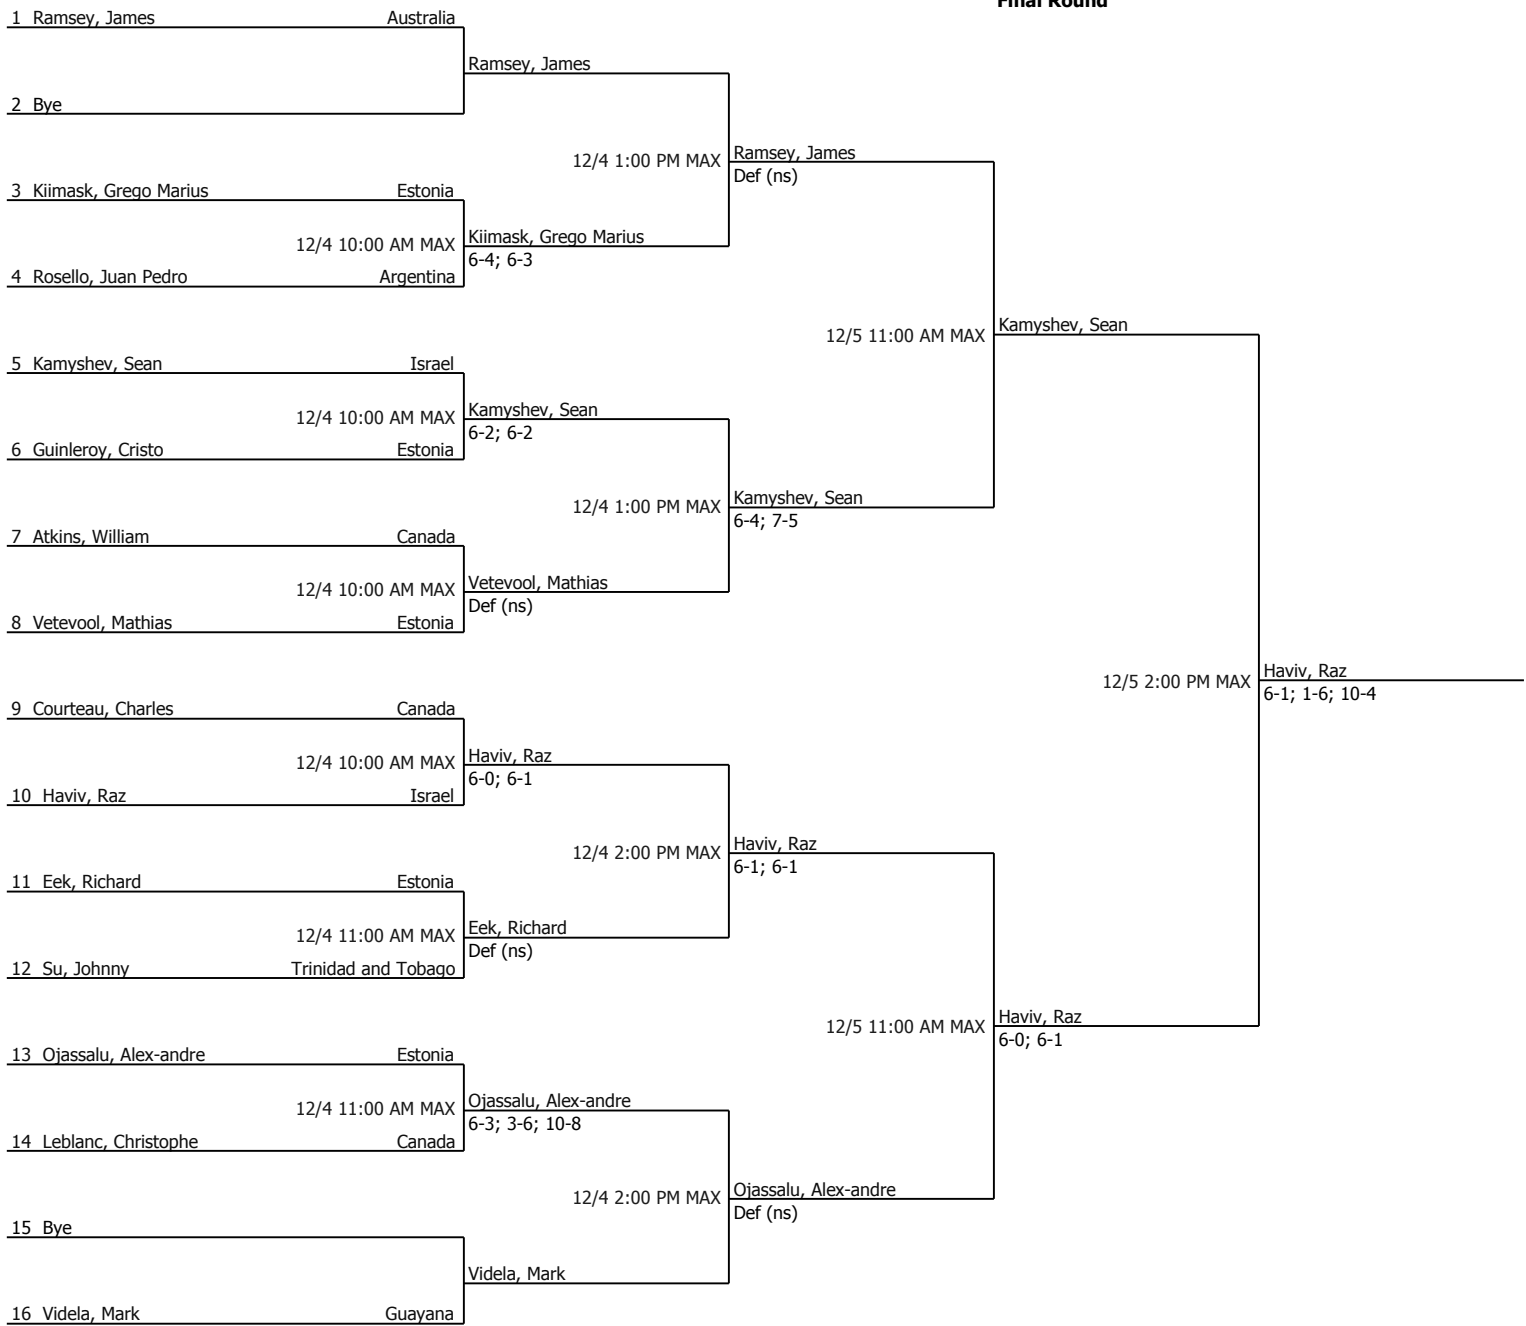 Final Round
1 Ramsey, James Australia
Ramsey, James
2 Bye
12/4 1:00 PM MAX Ramsey, James
Def (ns)
3 Kiimask, Grego Marius Estonia
12/4 10:00 AM MAX Kiimask, Grego Marius
6-4; 6-3
4 Rosello, Juan Pedro Argentina
12/5 11:00 AM MAX Kamyshev, Sean
5 Kamyshev, Sean Israel
12/4 10:00 AM MAX Kamyshev, Sean
6-2; 6-2
6 Guinleroy, Cristo Estonia
12/4 1:00 PM MAX Kamyshev, Sean
6-4; 7-5
7 Atkins, William Canada
12/4 10:00 AM MAX Vetevool, Mathias
Def (ns)
8 Vetevool, Mathias Estonia
12/5 2:00 PM MAX Haviv, Raz
6-1; 1-6; 10-4
9 Courteau, Charles Canada
12/4 10:00 AM MAX Haviv, Raz
6-0; 6-1
10 Haviv, Raz Israel
12/4 2:00 PM MAX Haviv, Raz
6-1; 6-1
11 Eek, Richard Estonia
12/4 11:00 AM MAX Eek, Richard
Def (ns)
12 Su, Johnny Trinidad and Tobago
12/5 11:00 AM MAX Haviv, Raz
6-0; 6-1
13 Ojassalu, Alex-andre Estonia
12/4 11:00 AM MAX Ojassalu, Alex-andre
6-3; 3-6; 10-8
14 Leblanc, Christophe Canada
12/4 2:00 PM MAX Ojassalu, Alex-andre
Def (ns)
15 Bye
Videla, Mark
16 Videla, Mark Guayana